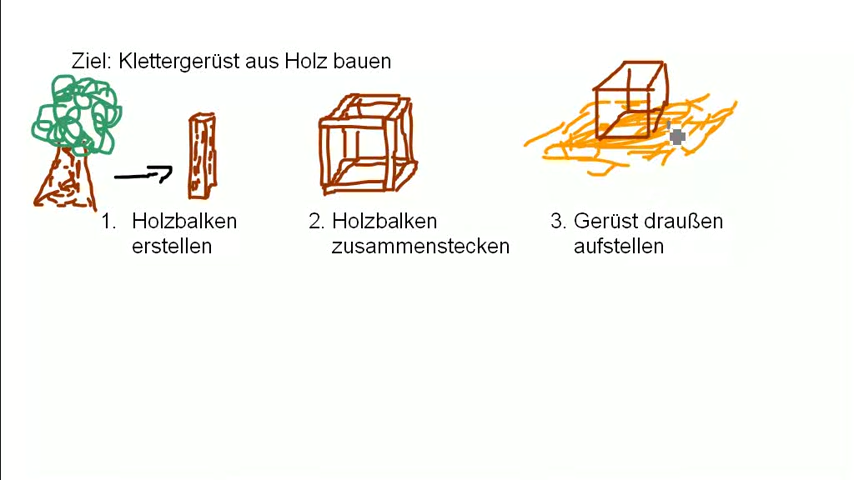 Ziel: Klettergerüst aus Holz bauen
1. Holzbalken
erstellen
2. Holzbalken
zusammenstecken
3. Gerüst draußen
aufstellen